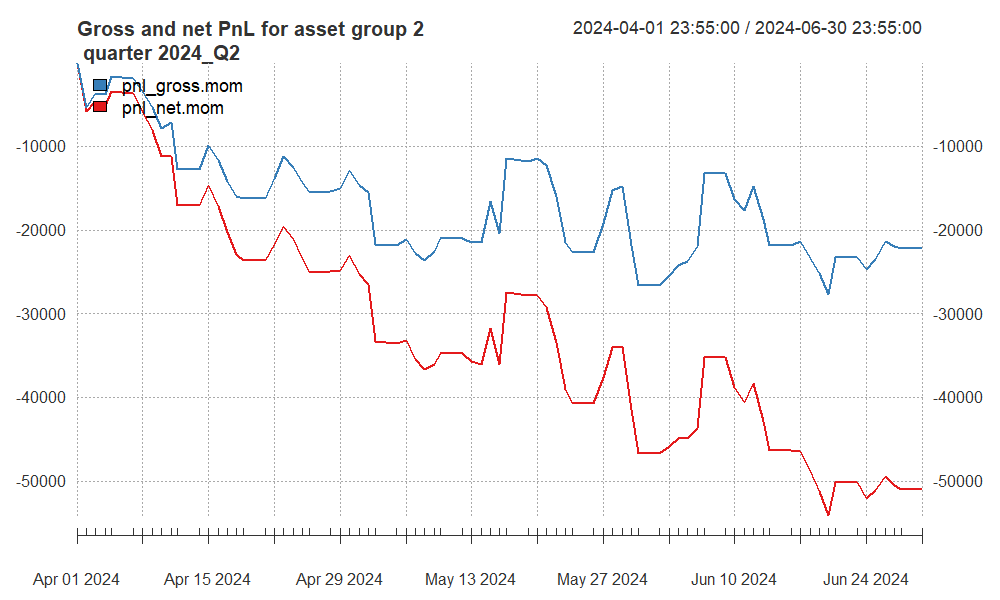 Gross and net PnL for asset group 2
quarter 2024_Q2
2024-04-01 23:55:00 / 2024-06-30 23:55:00
pnl_gross.mom
pnl_net.mom
-10000 -10000
-20000 -20000
-30000 -30000
-40000 -40000
-50000 -50000
Apr 01 2024 Apr 15 2024 Apr 29 2024 May 13 2024 May 27 2024 Jun 10 2024 Jun 24 2024